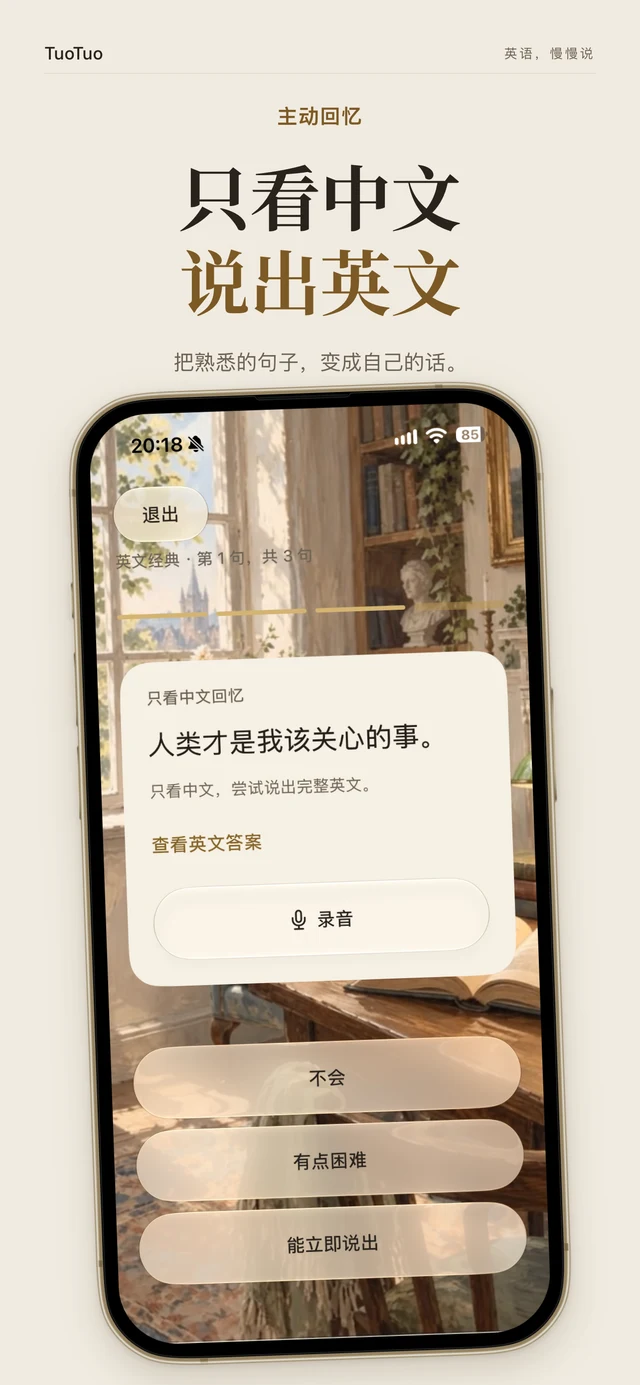 TuoTuo
英语，慢慢说
主动回忆
只看中文
说出英文
把熟悉的句子，变成自己的话。
20:18
85
退出
英文经典 · 第 1 句，共 3 句
只看中文回忆
人类才是我该关心的事。
只看中文，尝试说出完整英文。
查看英文答案
录音
不会
有点困难
能立即说出